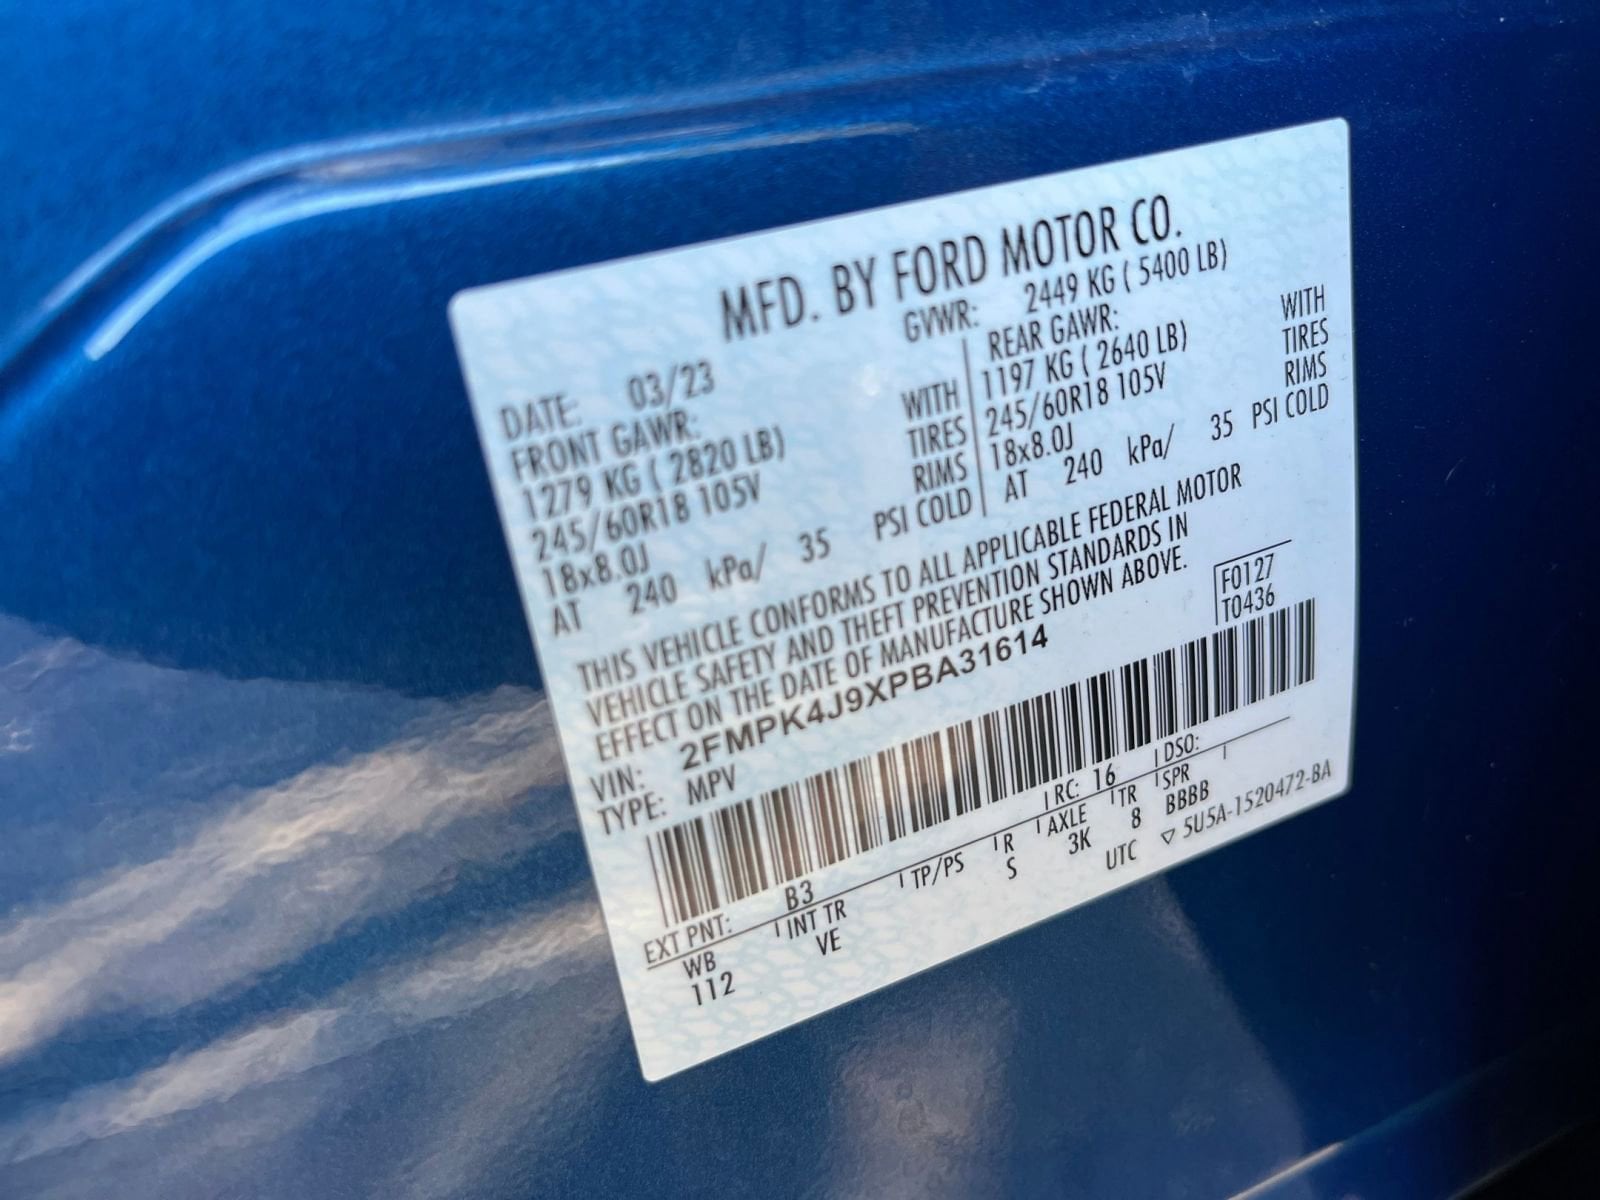 MFD. BY FORD MOTOR CO.
DATE: 03/23 GVWR: 2449 KG ( 5400 LB)
FRONT GAWR: REAR GAWR:
1279 KG ( 2820 LB) WITH 1197 KG ( 2640 LB) WITH
245/60R18 105V TIRES 245/60R18 105V TIRES
18x8.0J RIMS 18x8.0J RIMS
AT 240 kPa/ 35 PSI COLD AT 240 kPa/ 35 PSI COLD
THIS VEHICLE CONFORMS TO ALL APPLICABLE FEDERAL MOTOR
VEHICLE SAFETY AND THEFT PREVENTION STANDARDS IN
EFFECT ON THE DATE OF MANUFACTURE SHOWN ABOVE.
VIN: 2FMPK4J9XPBA31614 F0127
TYPE: MPV T0436
EXT PNT: B3 RC: 16 DSO:
WB INT TR TP/PS R AXLE TR SPR
112 VE S 3K 8 BBBB
UTC ▽ 5U5A-1520472-BA